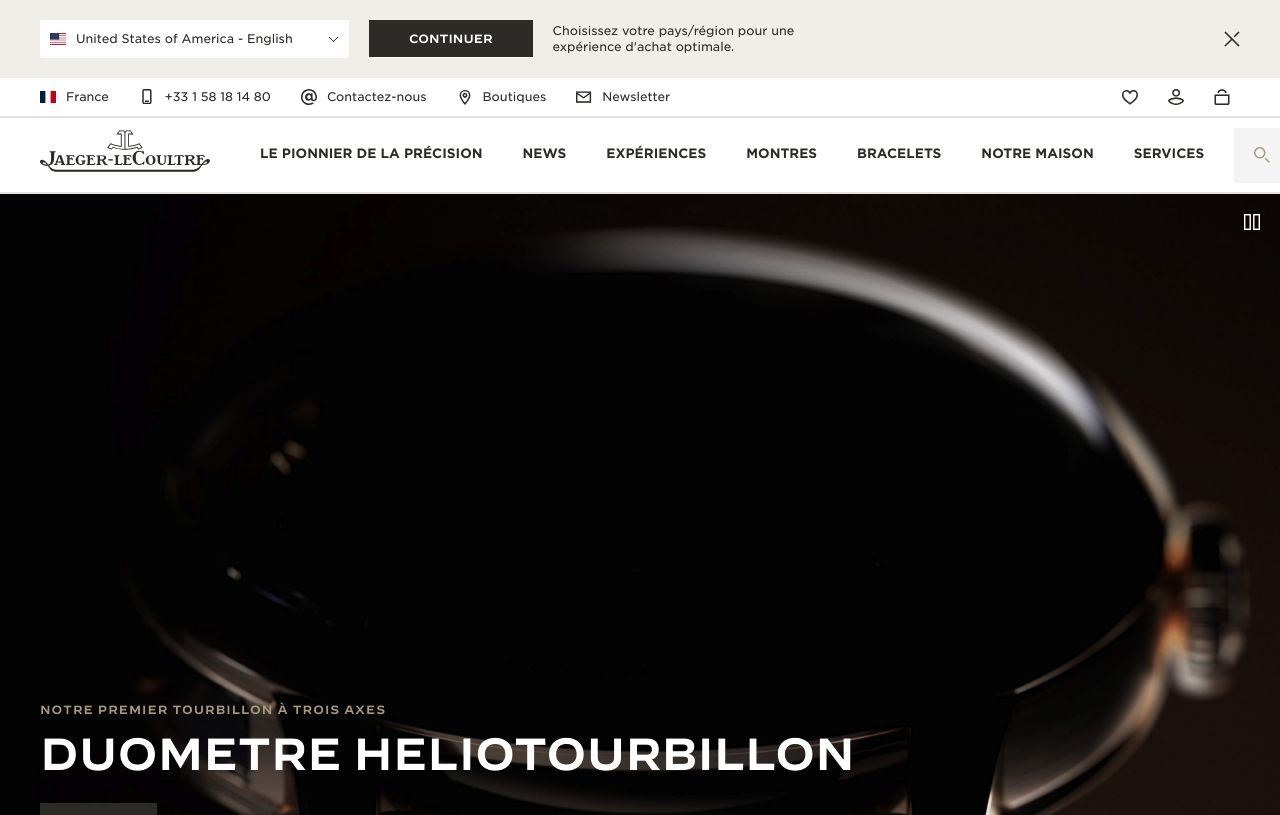 United States of America - English
CONTINUER
Choisissez votre pays/région pour une
expérience d'achat optimale.
France
+33 1 58 18 14 80
Contactez-nous
Boutiques
Newsletter
JAEGER-LECOULTRE
LE PIONNIER DE LA PRÉCISION
NEWS
EXPÉRIENCES
MONTRES
BRACELETS
NOTRE MAISON
SERVICES
NOTRE PREMIER TOURBILLON À TROIS AXES
DUOMETRE HELIOTOURBILLON